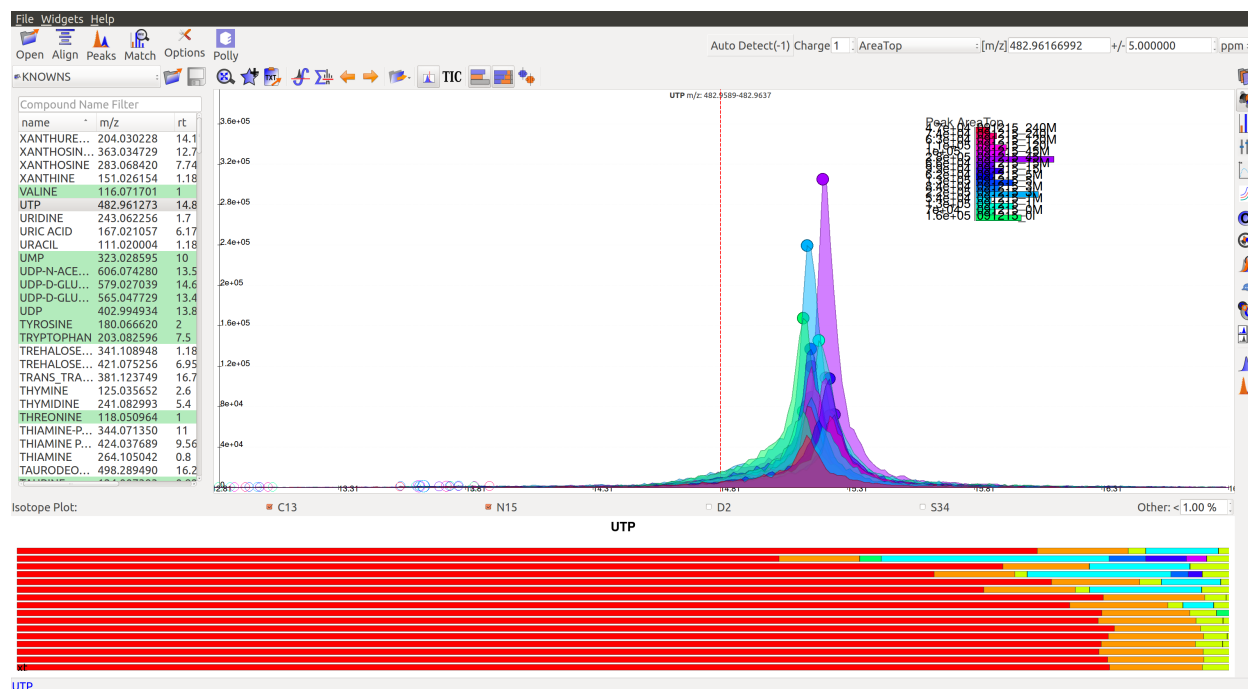 File Widgets Help
Open Align Peaks Match Options Polly
Auto Detect(-1) Charge 1 AreaTop [m/z] 482.96166992 +/- 5.000000 ppm
KNOWNS
TIC
Compound Name Filter
name m/z rt
XANTHURE... 204.030228 14.1
XANTHOSIN... 363.034729 12.7
XANTHOSINE 283.068420 7.74
XANTHINE 151.026154 1.18
VALINE 116.071701 1
UTP 482.961273 14.8
URIDINE 243.062256 1.7
URIC ACID 167.021057 6.17
URACIL 111.020004 1.18
UMP 323.028595 10
UDP-N-ACE... 606.074280 13.5
UDP-D-GLU... 579.027039 14.6
UDP-D-GLU... 565.047729 13.4
UDP 402.994934 13.8
TYROSINE 180.066620 2
TRYPTOPHAN 203.082596 7.5
TREHALOSE... 341.108948 1.18
TREHALOSE... 421.075256 6.95
TRANS_TRA... 381.123749 16.7
THYMINE 125.035652 2.6
THYMIDINE 241.082993 5.4
THREONINE 118.050964 1
THIAMINE-P... 344.071350 11
THIAMINE P... 424.037689 9.56
THIAMINE 264.105042 0.8
TAURODEO... 498.289490 16.2
UTP m/z: 482.9589-482.9637
3.6e+05
3.2e+05
2.8e+05
2.4e+05
2e+05
1.6e+05
1.2e+05
8e+04
4e+04
0
12.81 13.31 13.81 14.31 14.81 15.31 15.81 16.31
Peak AreaTop
4.7e+04 091215_240M
1.6e+05 091215_0I
Isotope Plot: C13 N15 D2 S34 Other: < 1.00 %
UTP
UTP